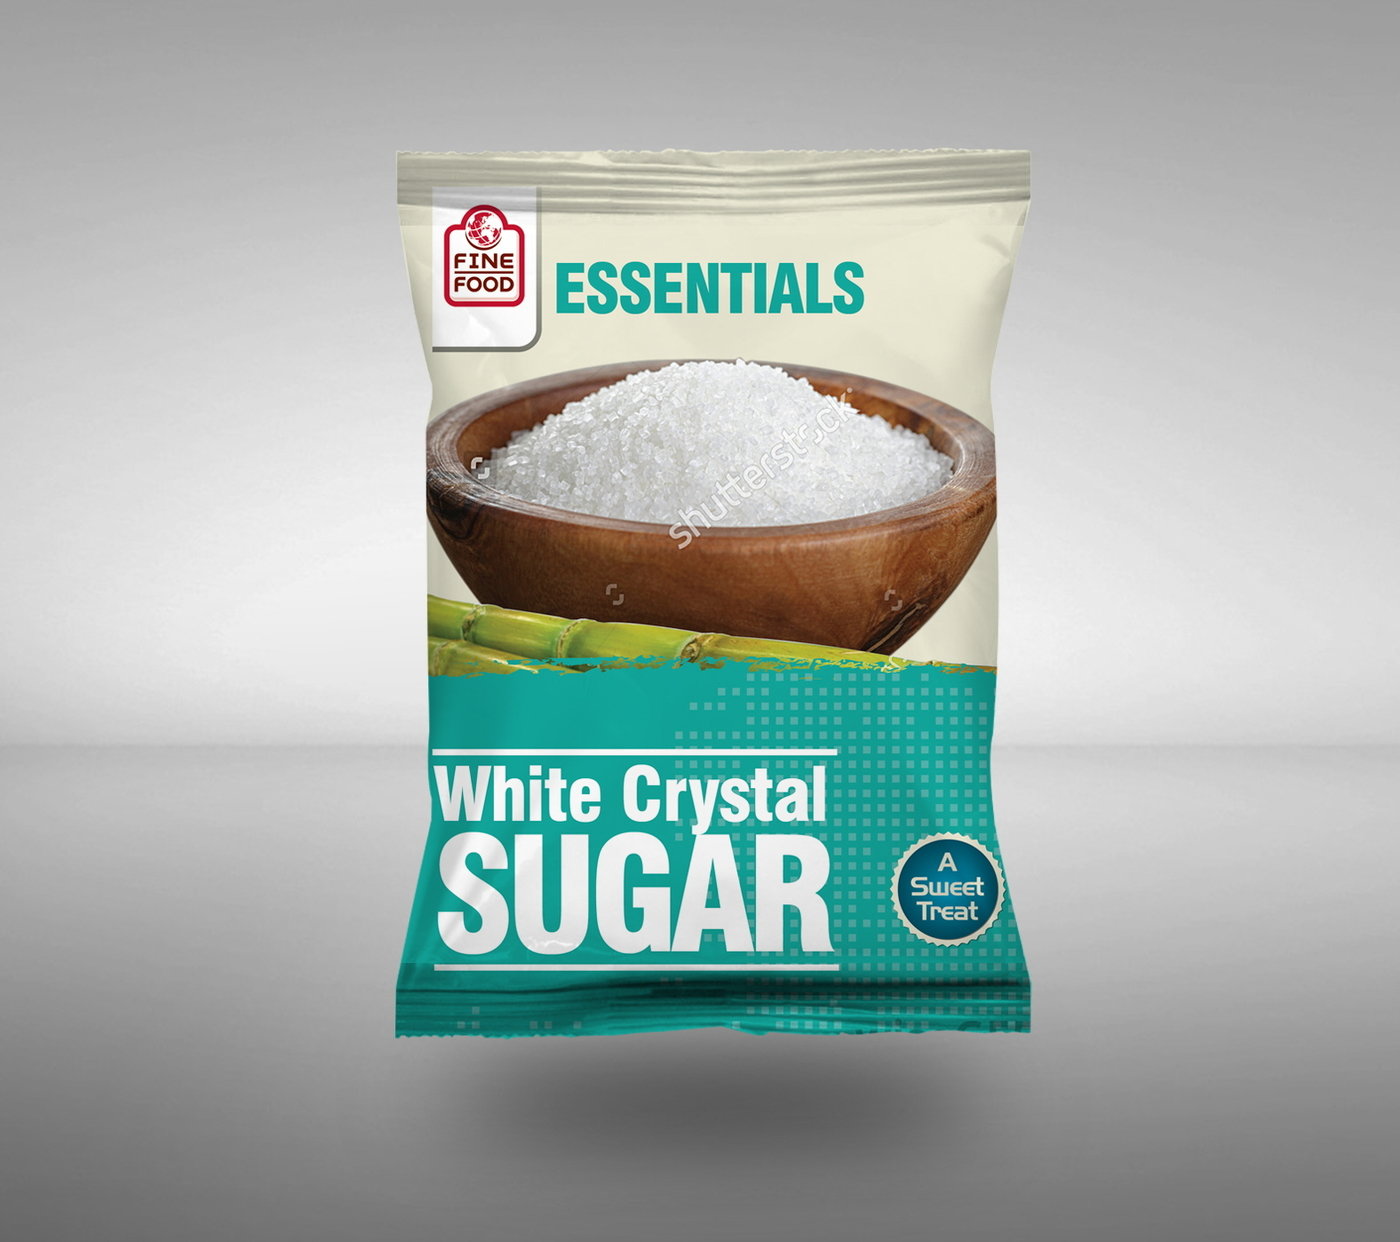 FINE
FOOD
ESSENTIALS
shutterstock
White Crystal
SUGAR
A
Sweet
Treat